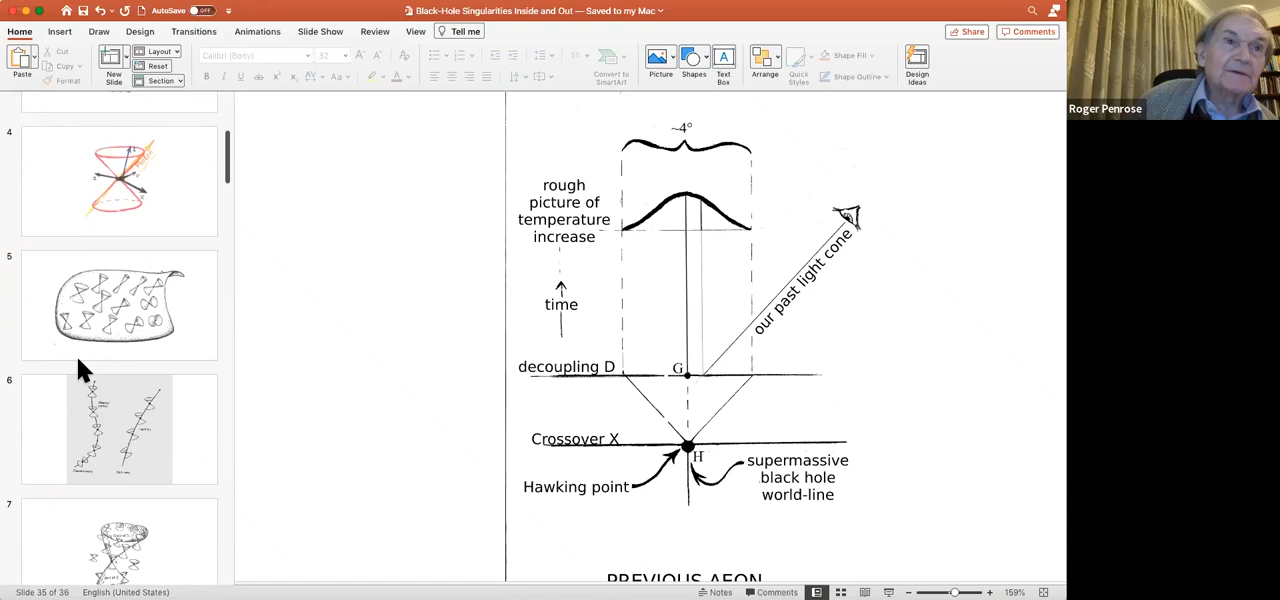 AutoSave OFF
Black-Hole Singularities Inside and Out — Saved to my Mac
Home Insert Draw Design Transitions Animations Slide Show Review View Tell me
Share Comments
Paste
Cut
Copy
Format
New Slide
Layout
Reset
Section
Calibri (Body) 32
Convert to SmartArt
Picture
Shapes
Text Box
Arrange
Quick Styles
Shape Fill
Shape Outline
Design Ideas
Roger Penrose
4
5
6
7
~4°
rough
picture of
temperature
increase
time
our past light cone
decoupling D
G
Crossover X
H
Hawking point
supermassive
black hole
world-line
PREVIOUS AEON
Slide 35 of 36 English (United States)
Notes Comments 159%